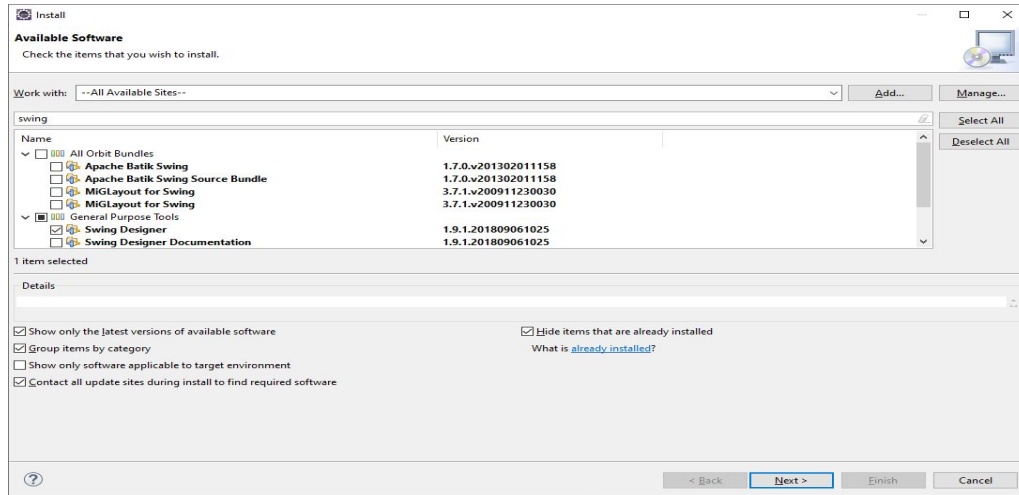 Install
Available Software
Check the items that you wish to install.
Work with: --All Available Sites-- Add... Manage...
swing Select All
Name Version Deselect All
All Orbit Bundles
Apache Batik Swing 1.7.0.v201302011158
Apache Batik Swing Source Bundle 1.7.0.v201302011158
MiGLayout for Swing 3.7.1.v200911230030
MiGLayout for Swing 3.7.1.v200911230030
General Purpose Tools
Swing Designer 1.9.1.201809061025
Swing Designer Documentation 1.9.1.201809061025
1 item selected
Details
Show only the latest versions of available software Hide items that are already installed
Group items by category What is already installed?
Show only software applicable to target environment
Contact all update sites during install to find required software
? < Back Next > Finish Cancel